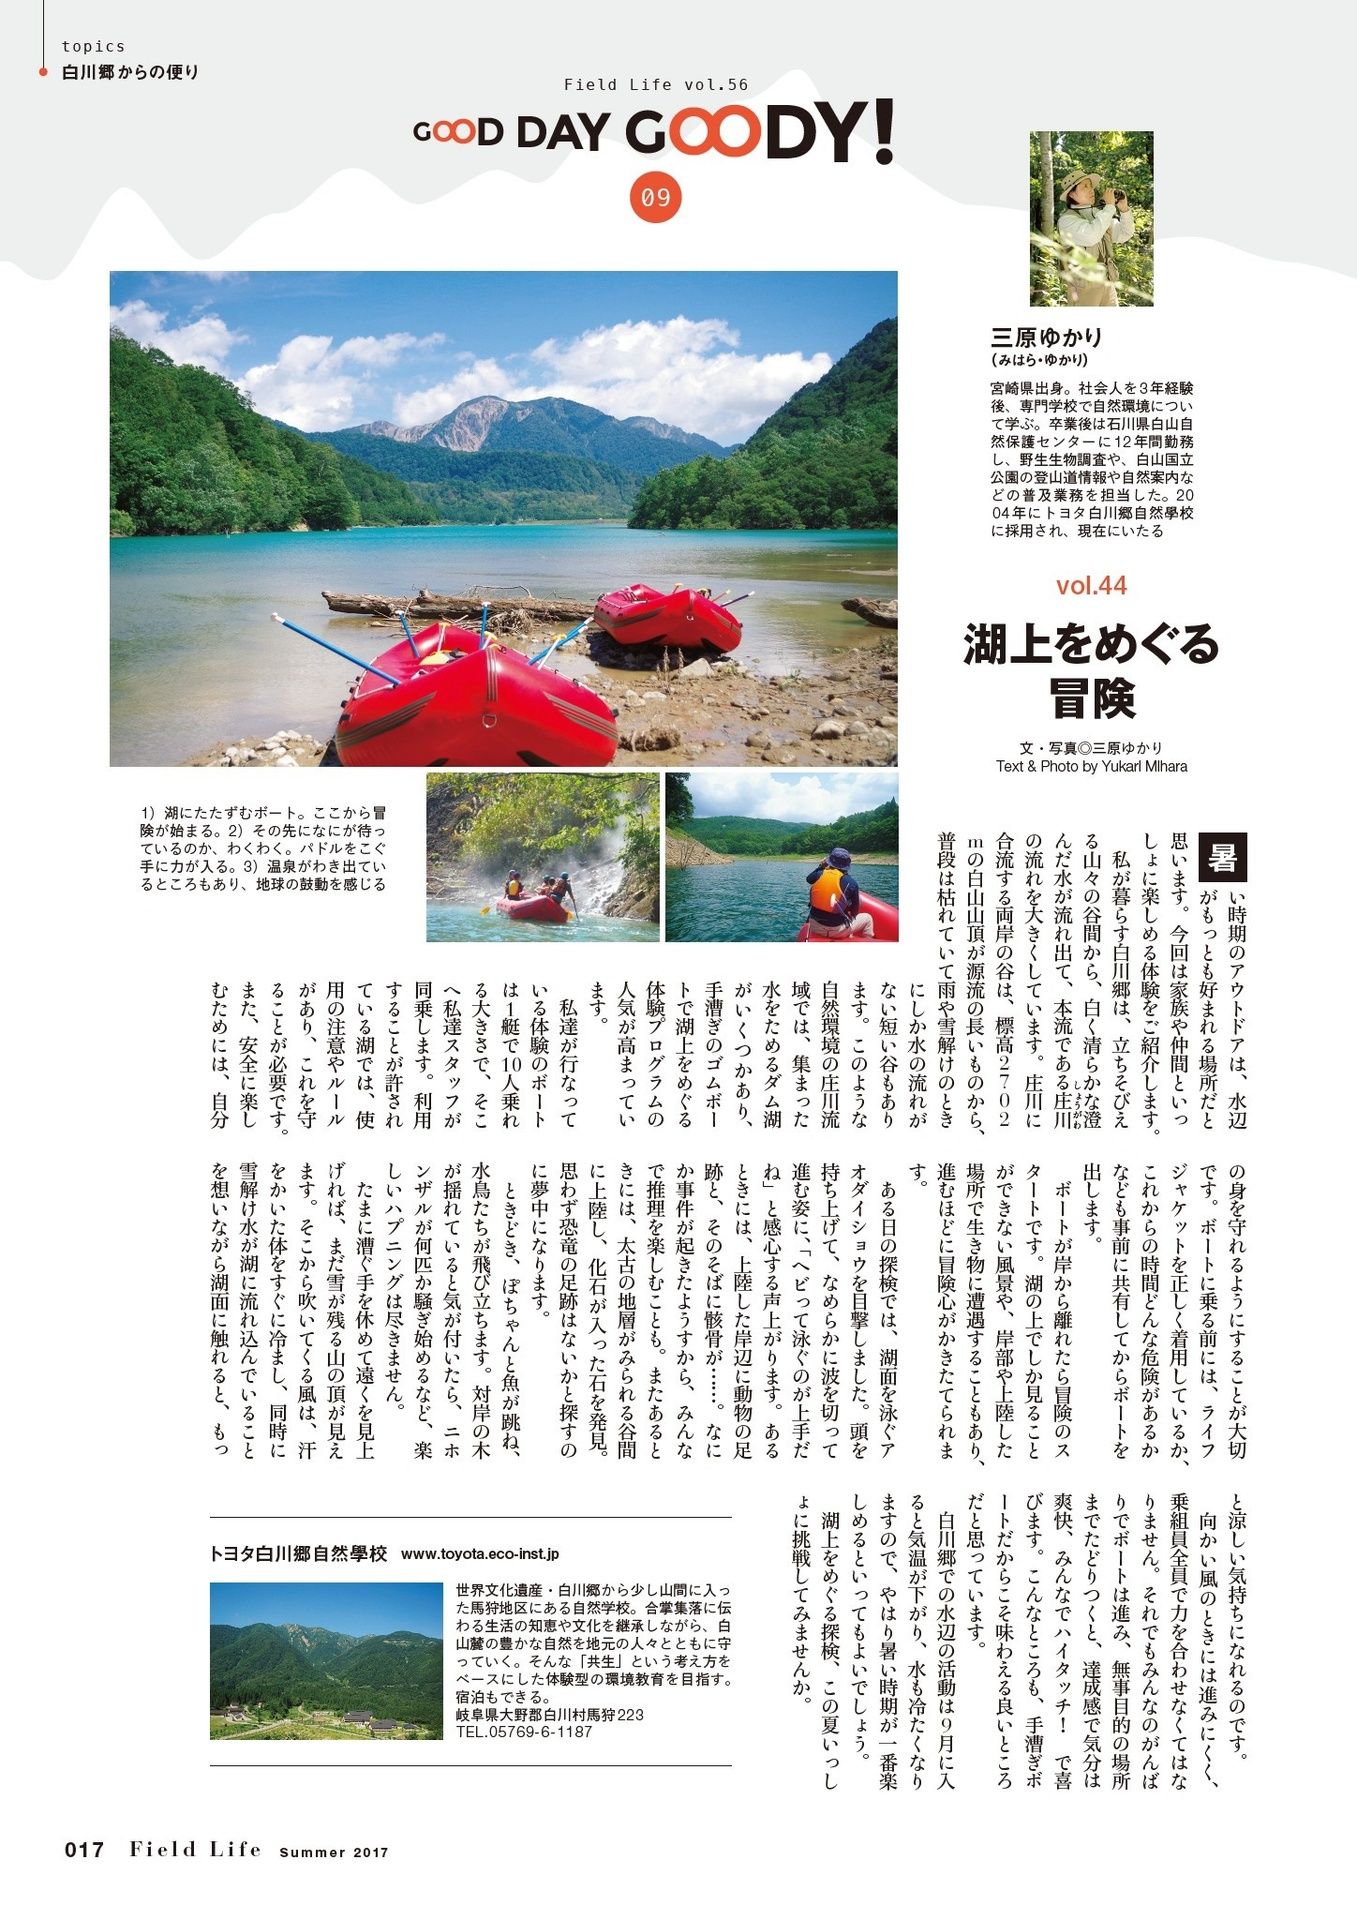 topics
白川郷からの便り
Field Life vol.56
GOOD DAY GOODY!
09
三原ゆかり
(みはら・ゆかり)
宮崎県出身。社会人を3年経験
後、専門学校で自然環境につい
て学ぶ。卒業後は石川県白山自
然保護センターに12年間勤務
し、野生生物調査や、白山国立
公園の登山道情報や自然案内な
どの普及業務を担当した。20
04年にトヨタ白川郷自然學校
に採用され、現在にいたる
vol.44
湖上をめぐる
冒険
文・写真◎三原ゆかり
Text & Photo by YukarI MIhara
1）湖にたたずむボート。ここから冒
険が始まる。2）その先になにが待っ
ているのか、わくわく。パドルをこぐ
手に力が入る。3）温泉がわき出てい
るところもあり、地球の鼓動を感じる
暑い時期のアウトドアは、水辺
がもっとも好まれる場所だと
思います。今回は家族や仲間といっ
しょに楽しめる体験をご紹介します。
私が暮らす白川郷は、立ちそびえ
る山々の谷間から、白く清らかな澄
んだ水が流れ出て、本流である庄川
しょうがわ
の流れを大きくしています。庄川に
合流する両岸の谷は、標高2702
mの白山山頂が源流の長いものから、
普段は枯れていて雨や雪解けのとき
にしか水の流れが
ない短い谷もあり
ます。このような
自然環境の庄川流
域では、集まった
水をためるダム湖
がいくつかあり、
手漕ぎのゴムボー
トで湖上をめぐる
体験プログラムの
人気が高まってい
ます。
私達が行なって
いる体験のボート
は1艇で10人乗れ
る大きさで、そこ
へ私達スタッフが
同乗します。利用
することが許され
ている湖では、使
用の注意やルール
があり、これを守
ることが必要です。
また、安全に楽し
むためには、自分
の身を守れるようにすることが大切
です。ボートに乗る前には、ライフ
ジャケットを正しく着用しているか、
これからの時間どんな危険があるか
なども事前に共有してからボートを
出します。
ボートが岸から離れたら冒険のス
タートです。湖の上でしか見ること
ができない風景や、岸部や上陸した
場所で生き物に遭遇することもあり、
進むほどに冒険心がかきたてられま
す。
ある日の探検では、湖面を泳ぐア
オダイショウを目撃しました。頭を
持ち上げて、なめらかに波を切って
進む姿に、「ヘビって泳ぐのが上手だ
ね」と感心する声上がります。ある
ときには、上陸した岸辺に動物の足
跡と、そのそばに骸骨が……。なに
か事件が起きたようすから、みんな
で推理を楽しむことも。またあると
きには、太古の地層がみられる谷間
に上陸し、化石が入った石を発見。
思わず恐竜の足跡はないかと探すの
に夢中になります。
ときどき、ぽちゃんと魚が跳ね、
水鳥たちが飛び立ちます。対岸の木
が揺れていると気が付いたら、ニホ
ンザルが何匹か騒ぎ始めるなど、楽
しいハプニングは尽きません。
たまに漕ぐ手を休めて遠くを見上
げれば、まだ雪が残る山の頂が見え
ます。そこから吹いてくる風は、汗
をかいた体をすぐに冷まし、同時に
雪解け水が湖に流れ込んでいること
を想いながら湖面に触れると、もっ
と涼しい気持ちになれるのです。
向かい風のときには進みにくく、
乗組員全員で力を合わせなくてはな
りません。それでもみんなのがんば
りでボートは進み、無事目的の場所
までたどりつくと、達成感で気分は
爽快、みんなでハイタッチ！　で喜
びます。こんなところも、手漕ぎボ
ートだからこそ味わえる良いところ
だと思っています。
白川郷での水辺の活動は9月に入
ると気温が下がり、水も冷たくなり
ますので、やはり暑い時期が一番楽
しめるといってもよいでしょう。
湖上をめぐる探検、この夏いっし
ょに挑戦してみませんか。
トヨタ白川郷自然學校 www.toyota.eco-inst.jp
世界文化遺産・白川郷から少し山間に入っ
た馬狩地区にある自然学校。合掌集落に伝
わる生活の知恵や文化を継承しながら、白
山麓の豊かな自然を地元の人々とともに守
っていく。そんな「共生」という考え方を
ベースにした体験型の環境教育を目指す。
宿泊もできる。
岐阜県大野郡白川村馬狩223
TEL.05769-6-1187
017 Field Life Summer 2017